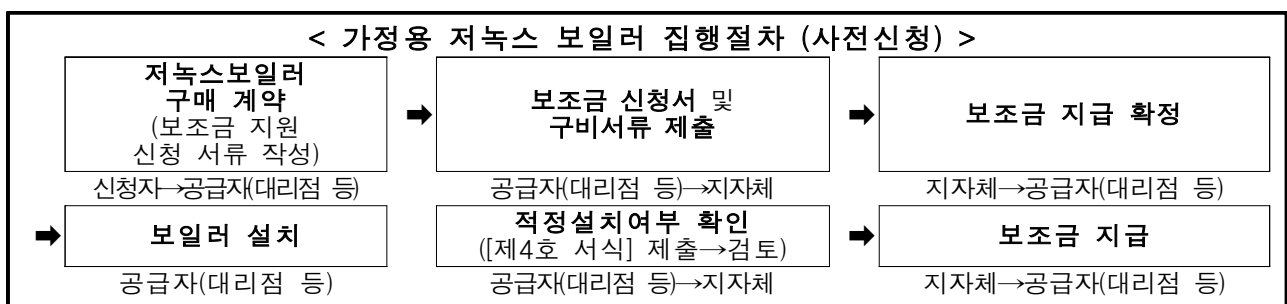 < 가정용 저녹스 보일러 집행절차 (사전신청) >
저녹스보일러
구매 계약
(보조금 지원
신청 서류 작성)
신청자→공급자(대리점 등)
➡
보조금 신청서 및
구비서류 제출
공급자(대리점 등)→지자체
➡
보조금 지급 확정
지자체→공급자(대리점 등)
➡
보일러 설치
공급자(대리점 등)
적정설치여부 확인
([제4호 서식] 제출→검토)
공급자(대리점 등)→지자체
➡
보조금 지급
지자체→공급자(대리점 등)